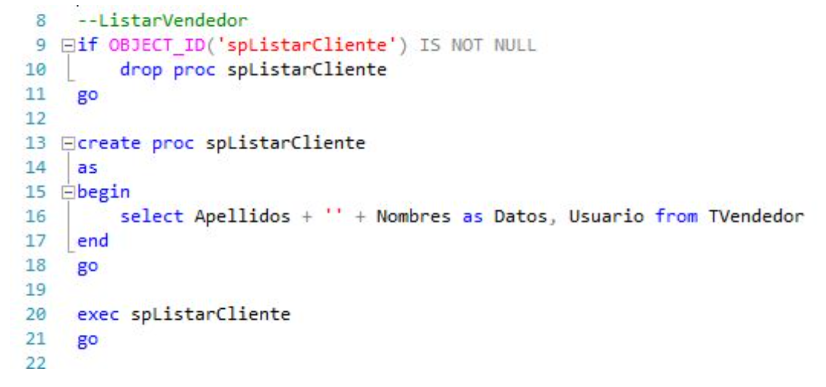 8 --ListarVendedor
9 if OBJECT_ID('spListarCliente') IS NOT NULL
10 drop proc spListarCliente
11 go
12
13 create proc spListarCliente
14 as
15 begin
16 select Apellidos + '' + Nombres as Datos, Usuario from TVendedor
17 end
18 go
19
20 exec spListarCliente
21 go
22